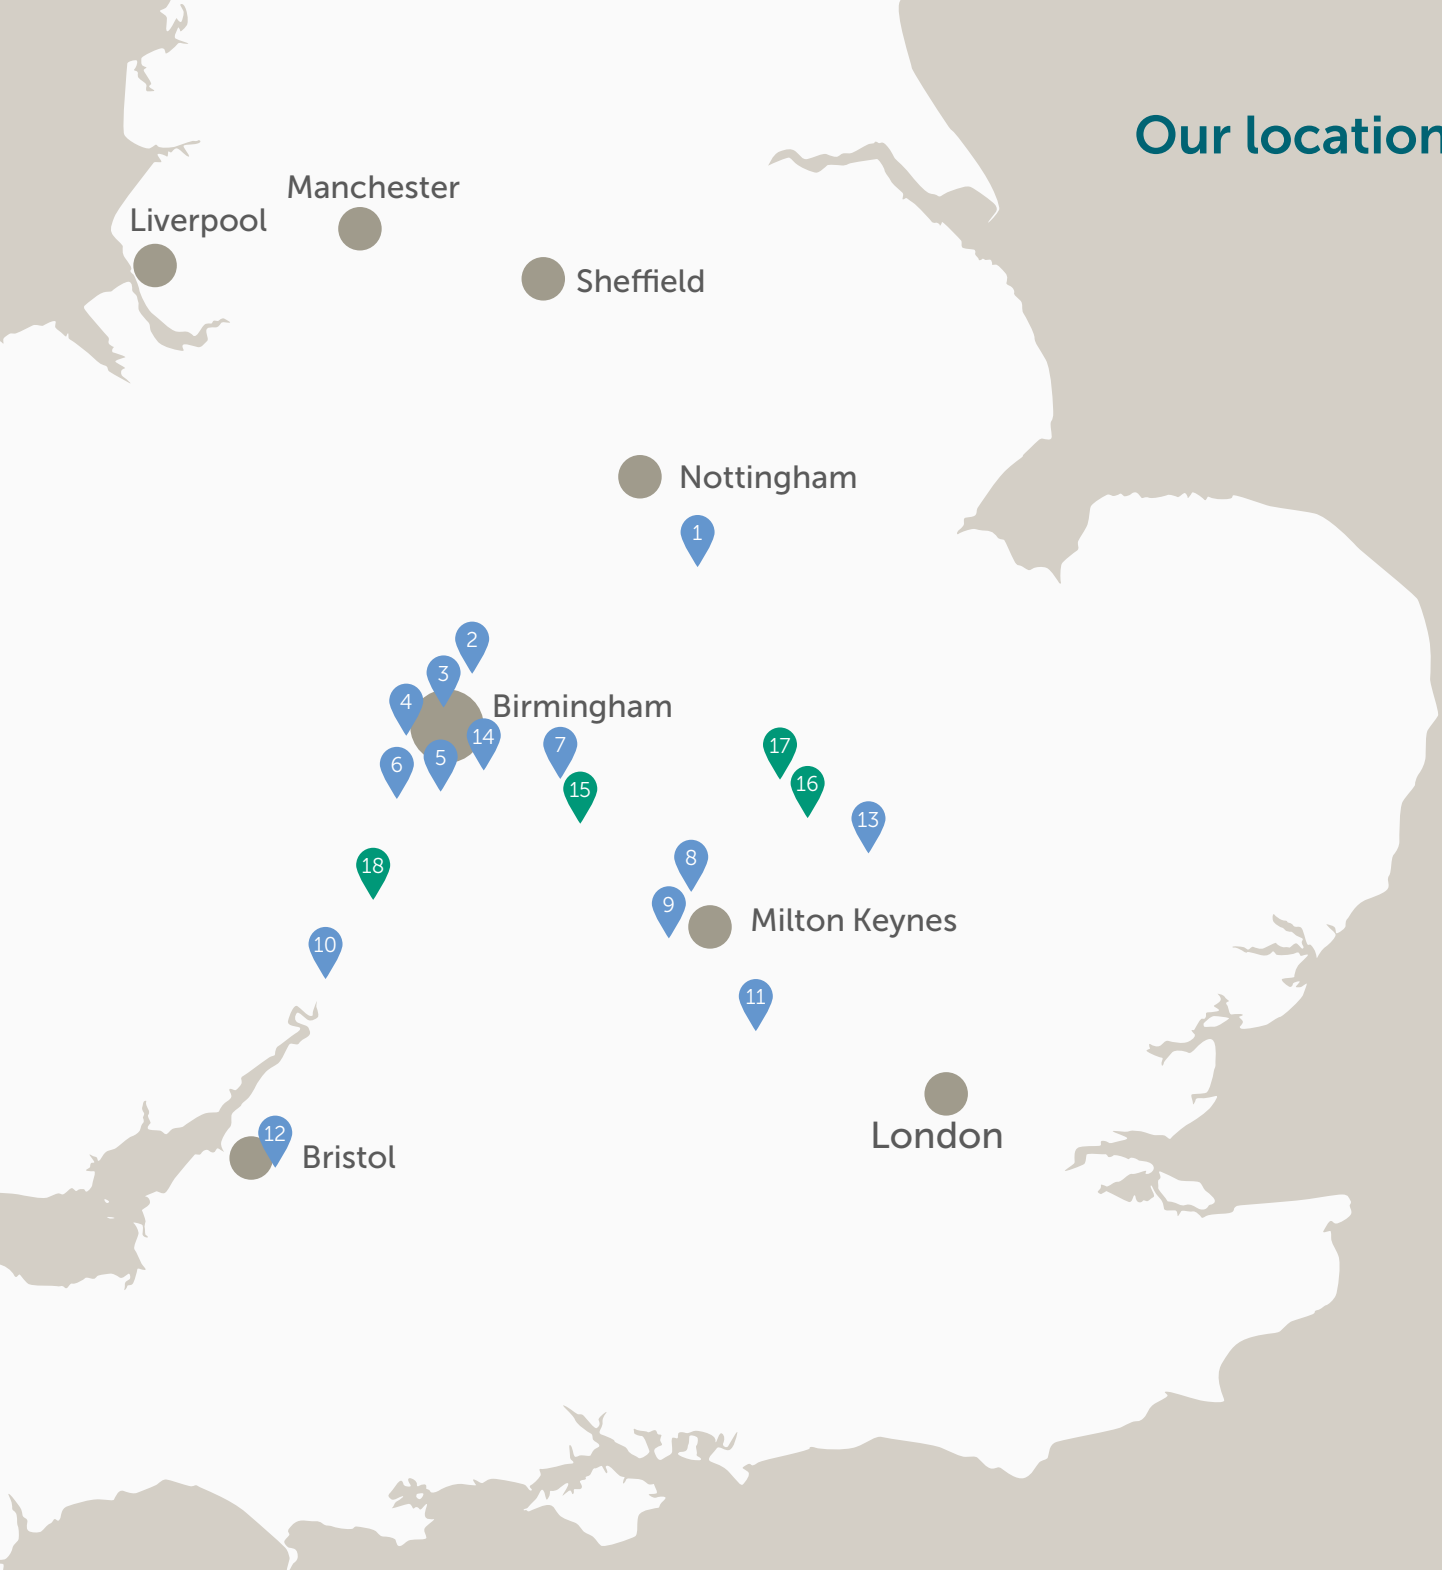 Our location
Manchester
Liverpool
Sheffield
Nottingham
1
2
3
4
Birmingham
14
7
17
5
6
15
16
13
8
18
9
Milton Keynes
10
11
12
London
Bristol